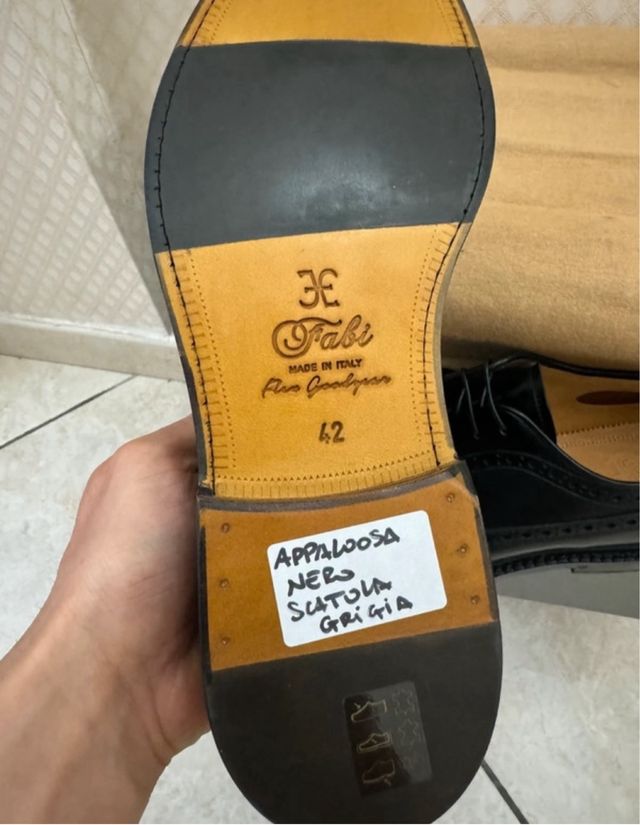 Fabi
MADE IN ITALY
Flex Goodyear
42
APPALOOSA
NERO
SCATOLA
GRIGIA